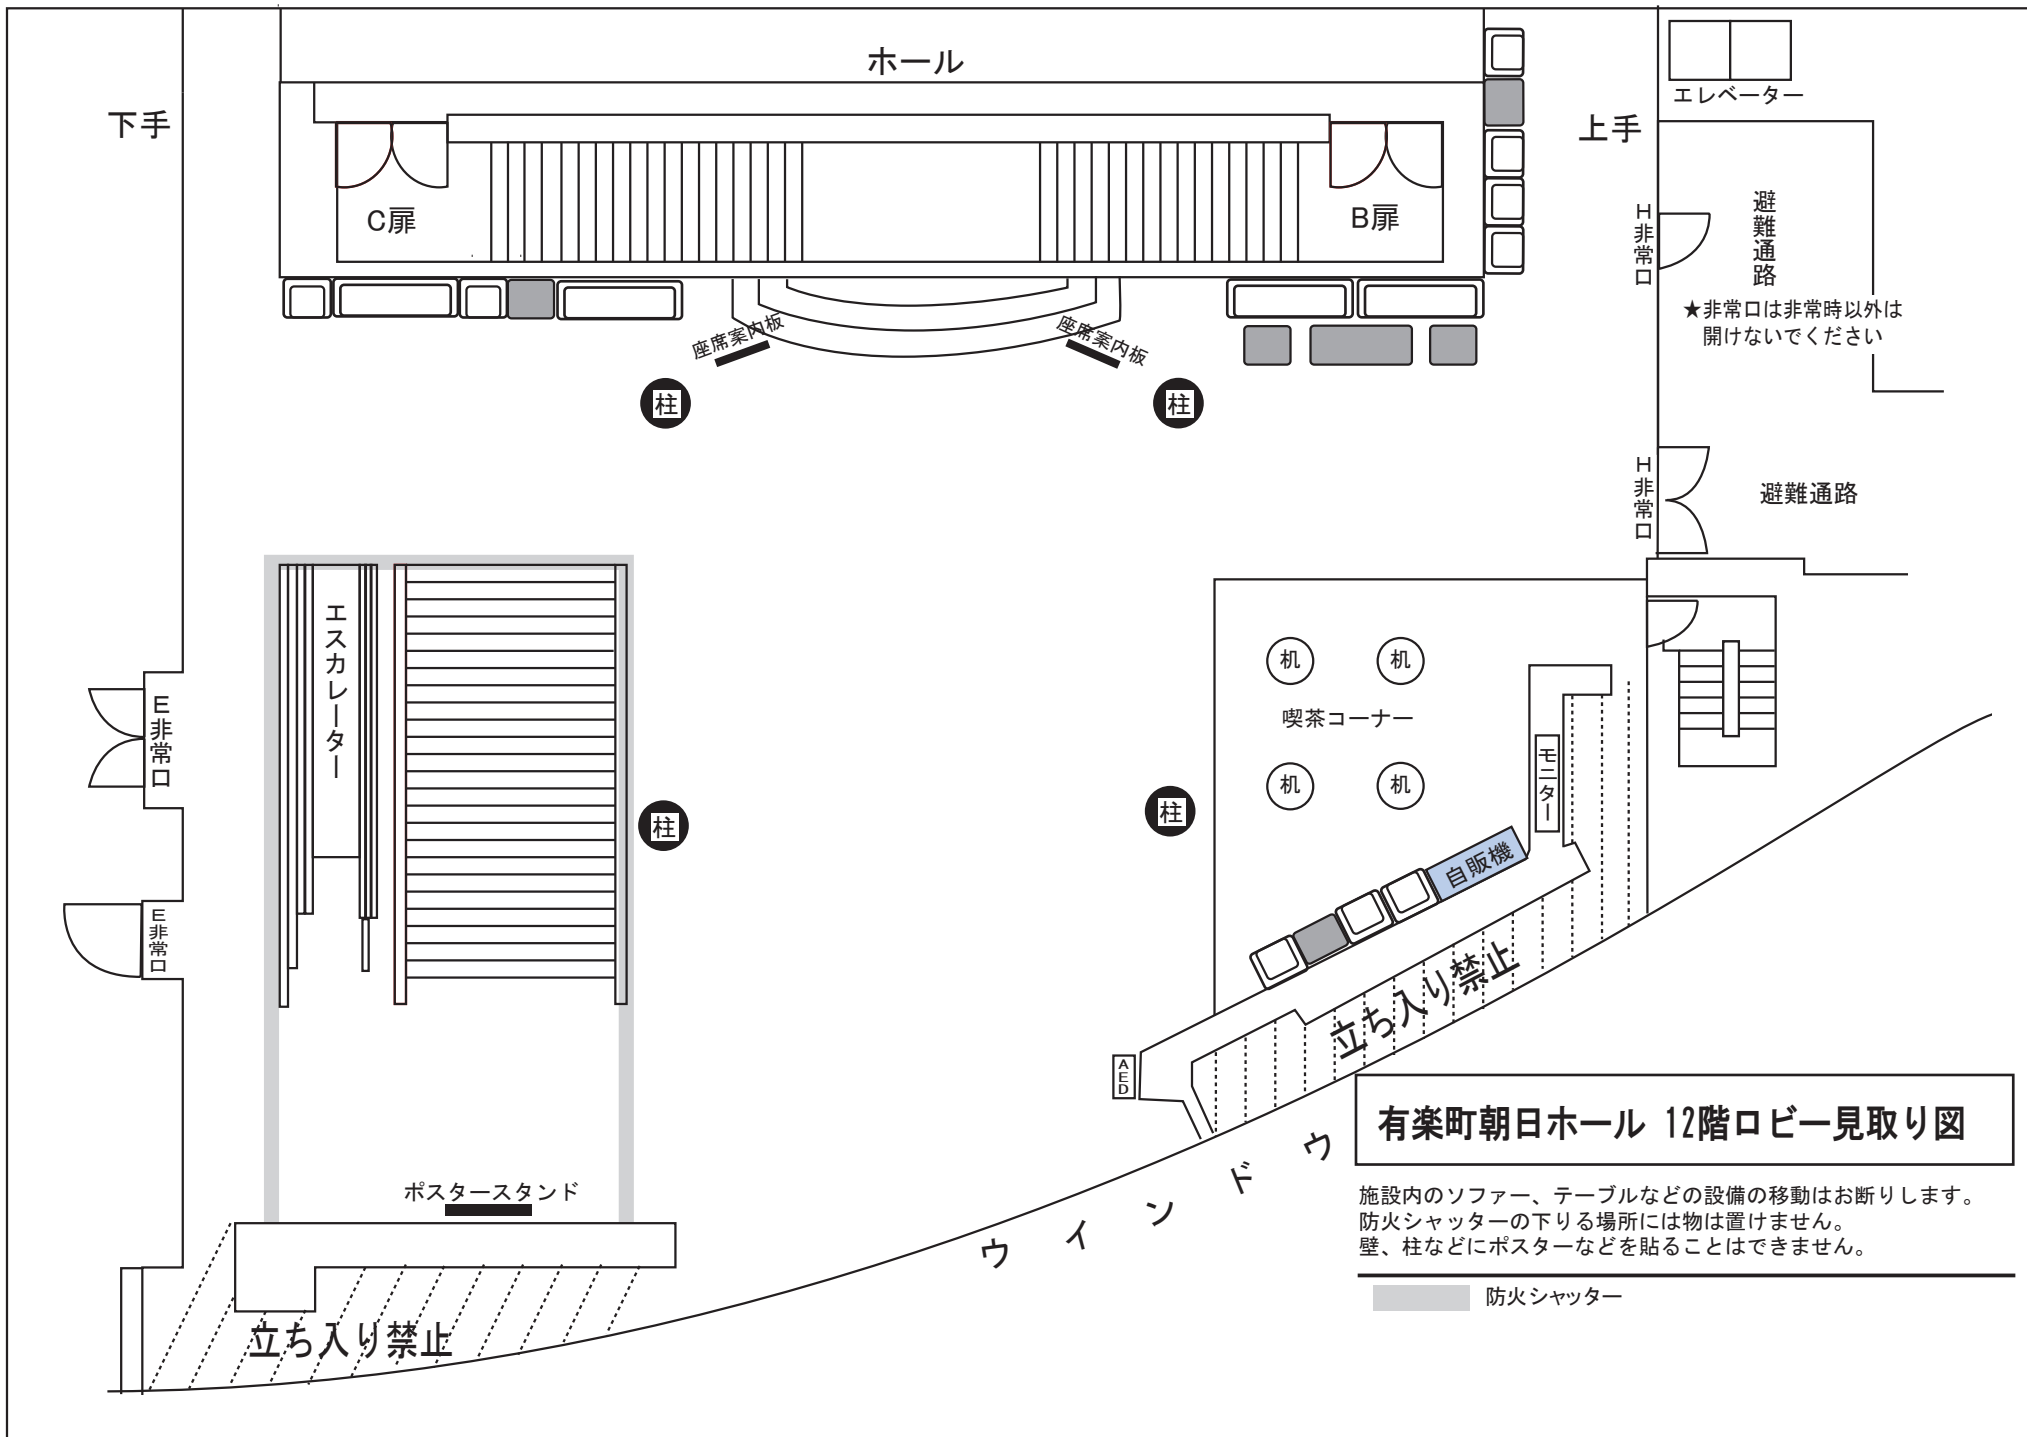 ホール
下手
上手
エレベーター
C扉
B扉
H非常口
避難通路
★非常口は非常時以外は
開けないでください
座席案内板
座席案内板
柱
柱
H非常口
避難通路
エスカレーター
E非常口
机
机
喫茶コーナー
モニター
机
机
柱
柱
自販機
E非常口
立ち入り禁止
AED
有楽町朝日ホール 12階ロビー見取り図
ウインドウ
ポスタースタンド
施設内のソファー、テーブルなどの設備の移動はお断りします。
防火シャッターの下りる場所には物は置けません。
壁、柱などにポスターなどを貼ることはできません。
防火シャッター
立ち入り禁止